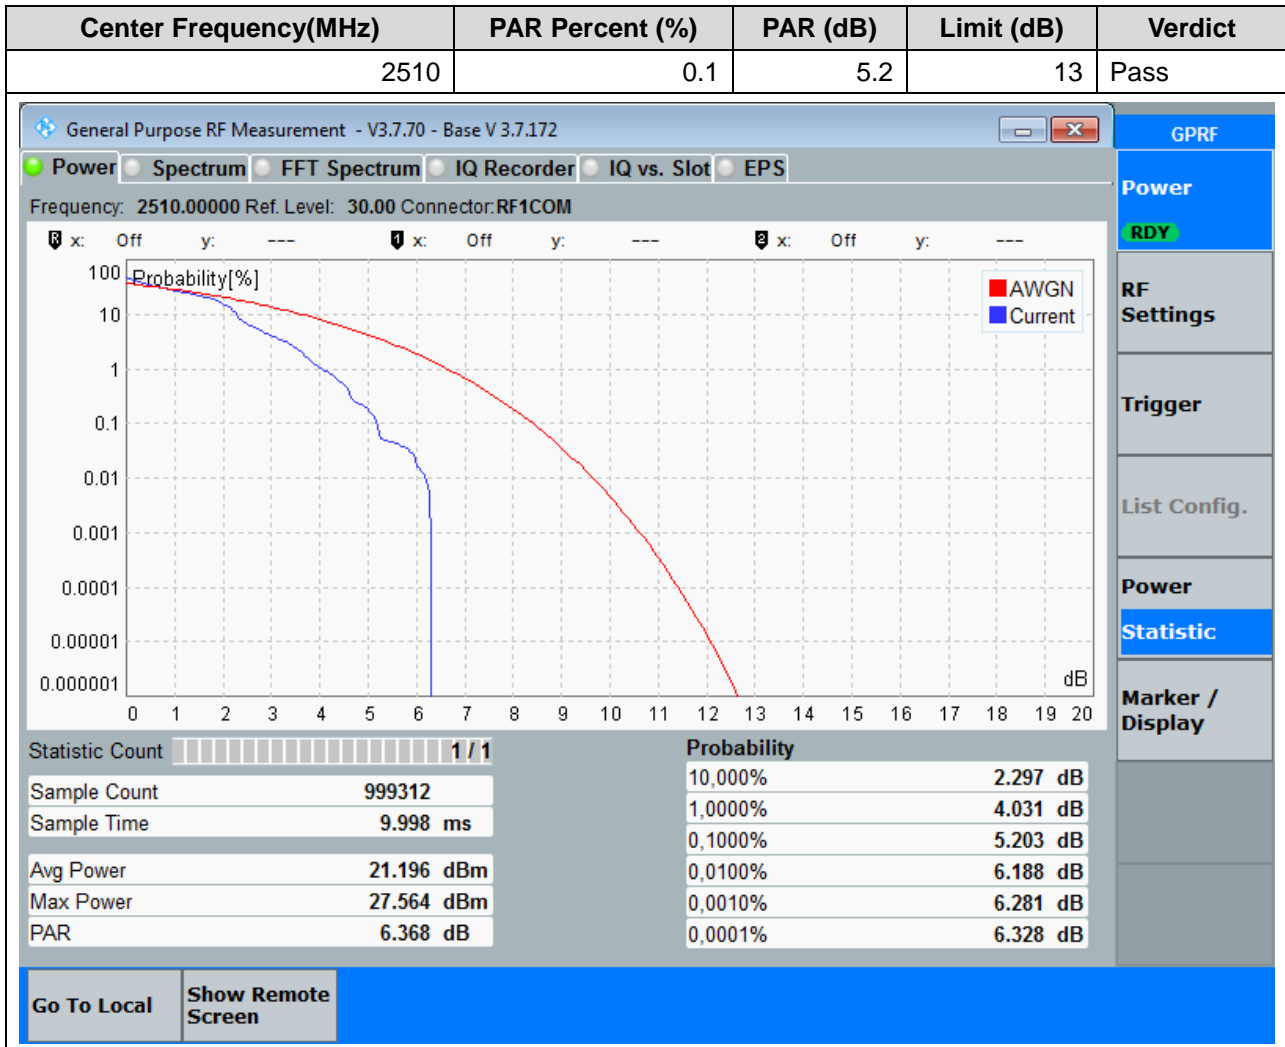 Center Frequency(MHz) PAR Percent (%) PAR (dB) Limit (dB) Verdict
2510 0.1 5.2 13 Pass
General Purpose RF Measurement - V3.7.70 - Base V 3.7.172
GPRF
Power Spectrum FFT Spectrum IQ Recorder IQ vs. Slot EPS
Frequency: 2510.00000 Ref. Level: 30.00 Connector:RF1COM
R x: Off y: --- 1 x: Off y: --- 2 x: Off y: ---
Probability[%]
AWGN
Current
100
10
1
0.1
0.01
0.001
0.0001
0.00001
0.000001
dB
0 1 2 3 4 5 6 7 8 9 10 11 12 13 14 15 16 17 18 19 20
Statistic Count 1 / 1
Sample Count 999312
Sample Time 9.998 ms
Avg Power 21.196 dBm
Max Power 27.564 dBm
PAR 6.368 dB
Probability
10,000% 2.297 dB
1,0000% 4.031 dB
0,1000% 5.203 dB
0,0100% 6.188 dB
0,0010% 6.281 dB
0,0001% 6.328 dB
Power
RDY
RF
Settings
Trigger
List Config.
Power
Statistic
Marker /
Display
Go To Local
Show Remote
Screen